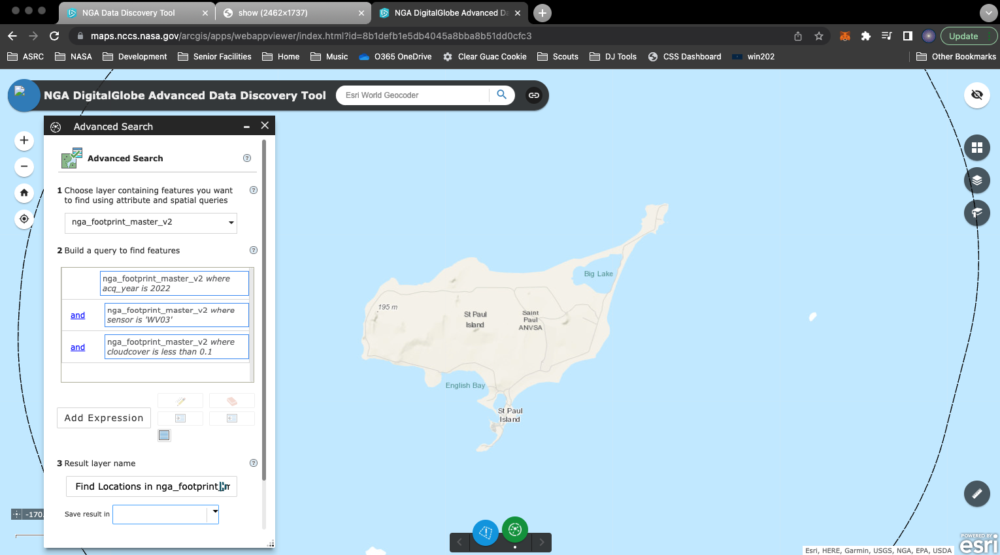 NGA Data Discovery Tool
show (2462×1737)
NGA DigitalGlobe Advanced Da
maps.nccs.nasa.gov/arcgis/apps/webappviewer/index.html?id=8b1defb1e5db4045a8bba8b51dd0cfc3
Update
ASRC
NASA
Development
Senior Facilities
Home
Music
O365 OneDrive
Clear Guac Cookie
Scouts
DJ Tools
CSS Dashboard
win202
Other Bookmarks
NGA DigitalGlobe Advanced Data Discovery Tool
Esri World Geocoder
Advanced Search
Advanced Search
1 Choose layer containing features you want
to find using attribute and spatial queries
nga_footprint_master_v2
2 Build a query to find features
nga_footprint_master_v2 where
acq_year is 2022
and
nga_footprint_master_v2 where
sensor is 'WV03'
and
nga_footprint_master_v2 where
cloudcover is less than 0.1
Add Expression
3 Result layer name
Find Locations in nga_footprint_m
Save result in
-170.
Big Lake
195 m
St Paul
Island
Saint
Paul
ANVSA
English Bay
St Paul
Island
POWERED BY
esri
Esri, HERE, Garmin, USGS, NGA, EPA, USDA